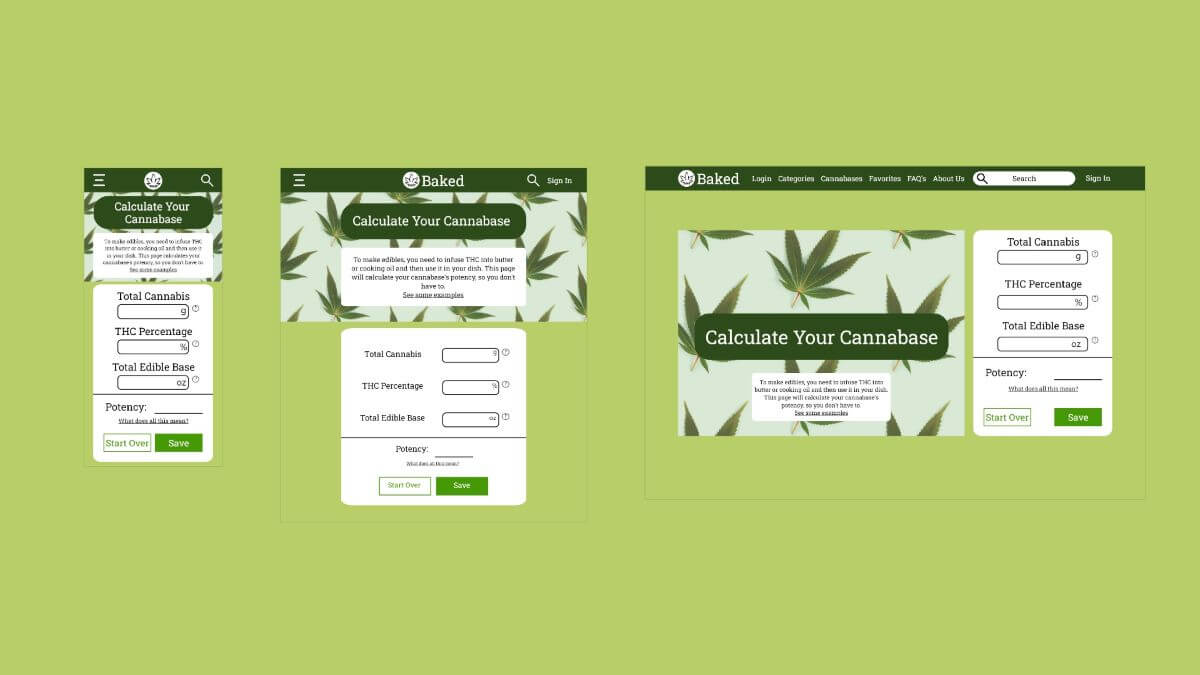 Calculate Your
Cannabase
To make edibles, you need to infuse THC
into butter or cooking oil and then use it
in your dish. This page calculates your
cannabase's potency, so you don't have to.
See some examples
Total Cannabis
g
THC Percentage
%
Total Edible Base
oz
Potency:
What does all this mean?
Start Over
Save
Baked
Sign In
Calculate Your Cannabase
To make edibles, you need to infuse THC into butter
or cooking oil and then use it in your dish. This page
will calculate your cannabase's potency, so you don't
have to.
See some examples
Total Cannabis
g
THC Percentage
%
Total Edible Base
oz
Potency:
What does all this mean?
Start Over
Save
Baked
Login
Categories
Cannabases
Favorites
FAQ's
About Us
Search
Sign In
Calculate Your Cannabase
To make edibles, you need to infuse THC into
butter or cooking oil and then use it in your dish.
This page will calculate your cannabase's
potency, so you don't have to.
See some examples
Total Cannabis
g
THC Percentage
%
Total Edible Base
oz
Potency:
What does all this mean?
Start Over
Save